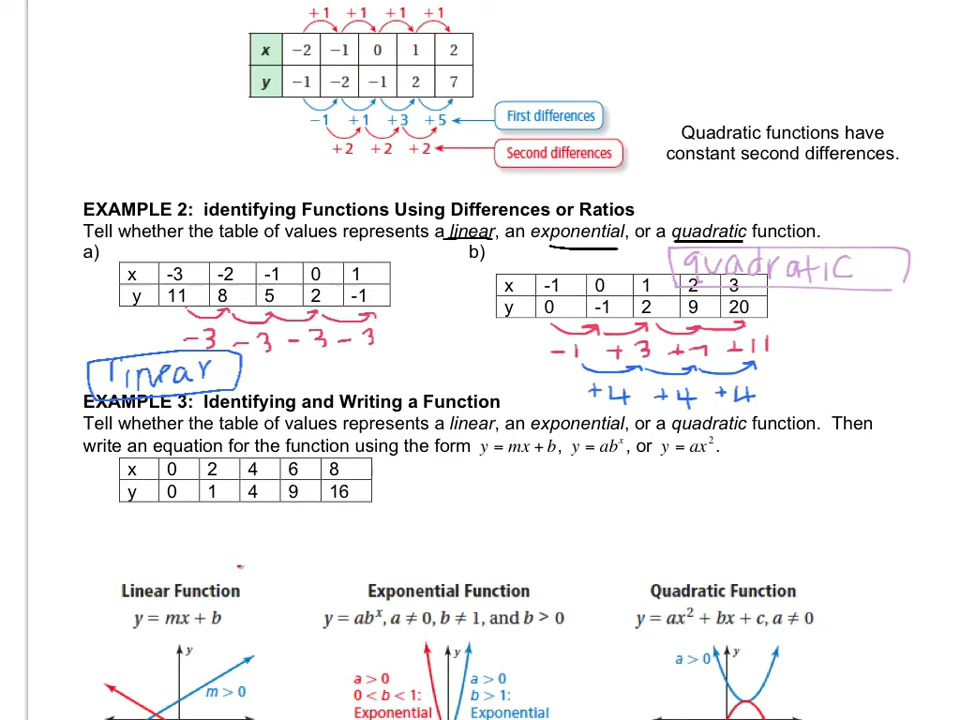 +1 +1 +1 +1
x −2 −1 0 1 2
y −1 −2 −1 2 7
−1 +1 +3 +5 First differences
+2 +2 +2 Second differences
Quadratic functions have
constant second differences.
EXAMPLE 2: identifying Functions Using Differences or Ratios
Tell whether the table of values represents a linear, an exponential, or a quadratic function.
a)
x -3 -2 -1 0 1
y 11 8 5 2 -1
-3 -3 -3 -3
Linear
b)
quadratic
x -1 0 1 2 3
y 0 -1 2 9 20
-1 +3 +7 +11
+4 +4 +4
EXAMPLE 3: Identifying and Writing a Function
Tell whether the table of values represents a linear, an exponential, or a quadratic function. Then
write an equation for the function using the form y = mx + b, y = abˣ, or y = ax².
x 0 2 4 6 8
y 0 1 4 9 16
Linear Function
y = mx + b
y
m > 0
Exponential Function
y = abˣ, a ≠ 0, b ≠ 1, and b > 0
y
a > 0
0 < b < 1:
Exponential
a > 0
b > 1:
Exponential
Quadratic Function
y = ax² + bx + c, a ≠ 0
a > 0
y